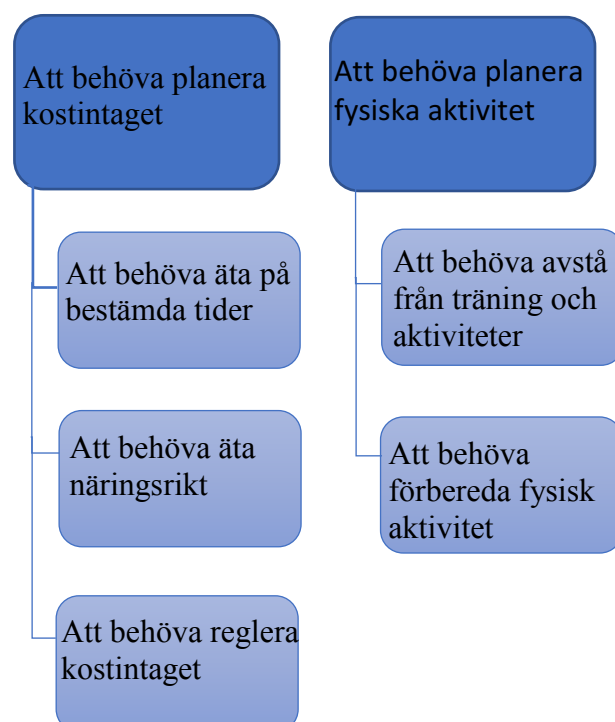 Att behöva planera
kostintaget
Att behöva äta på
bestämda tider
Att behöva äta
näringsrikt
Att behöva reglera
kostintaget
Att behöva planera
fysiska aktivitet
Att behöva avstå
från träning och
aktiviteter
Att behöva
förbereda fysisk
aktivitet